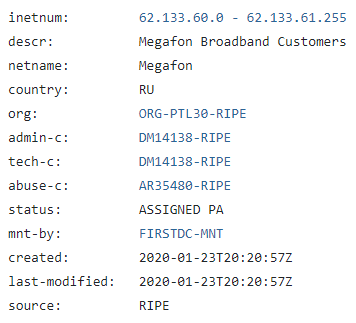 inetnum: 62.133.60.0 - 62.133.61.255
descr: Megafon Broadband Customers
netname: Megafon
country: RU
org: ORG-PTL30-RIPE
admin-c: DM14138-RIPE
tech-c: DM14138-RIPE
abuse-c: AR35480-RIPE
status: ASSIGNED PA
mnt-by: FIRSTDC-MNT
created: 2020-01-23T20:20:57Z
last-modified: 2020-01-23T20:20:57Z
source: RIPE